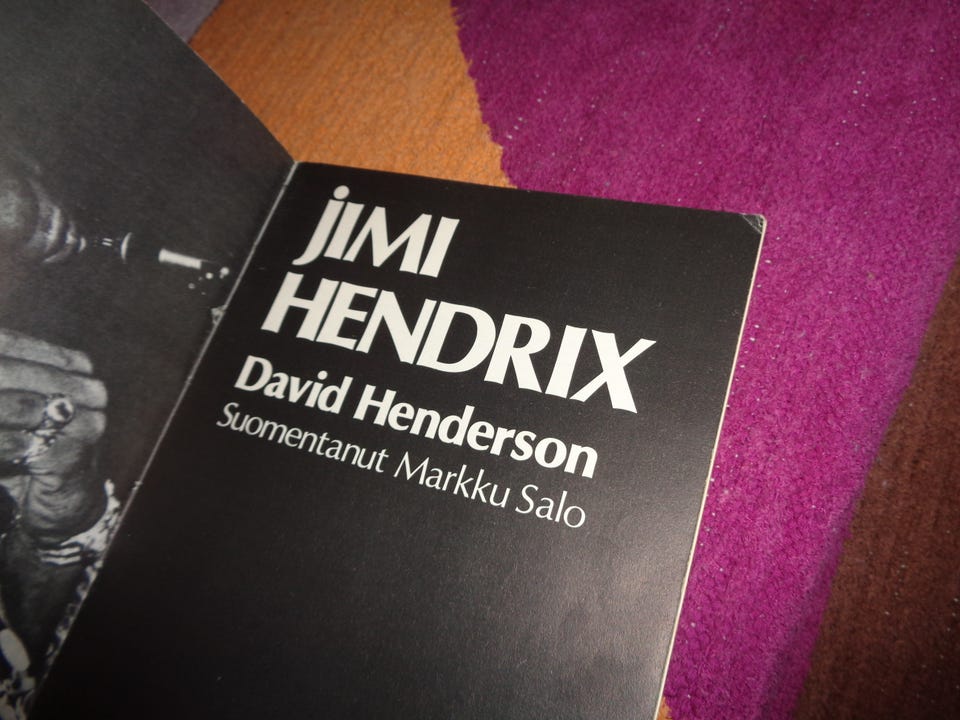 jIMI
HENDRIX
David Henderson
Suomentanut Markku Salo